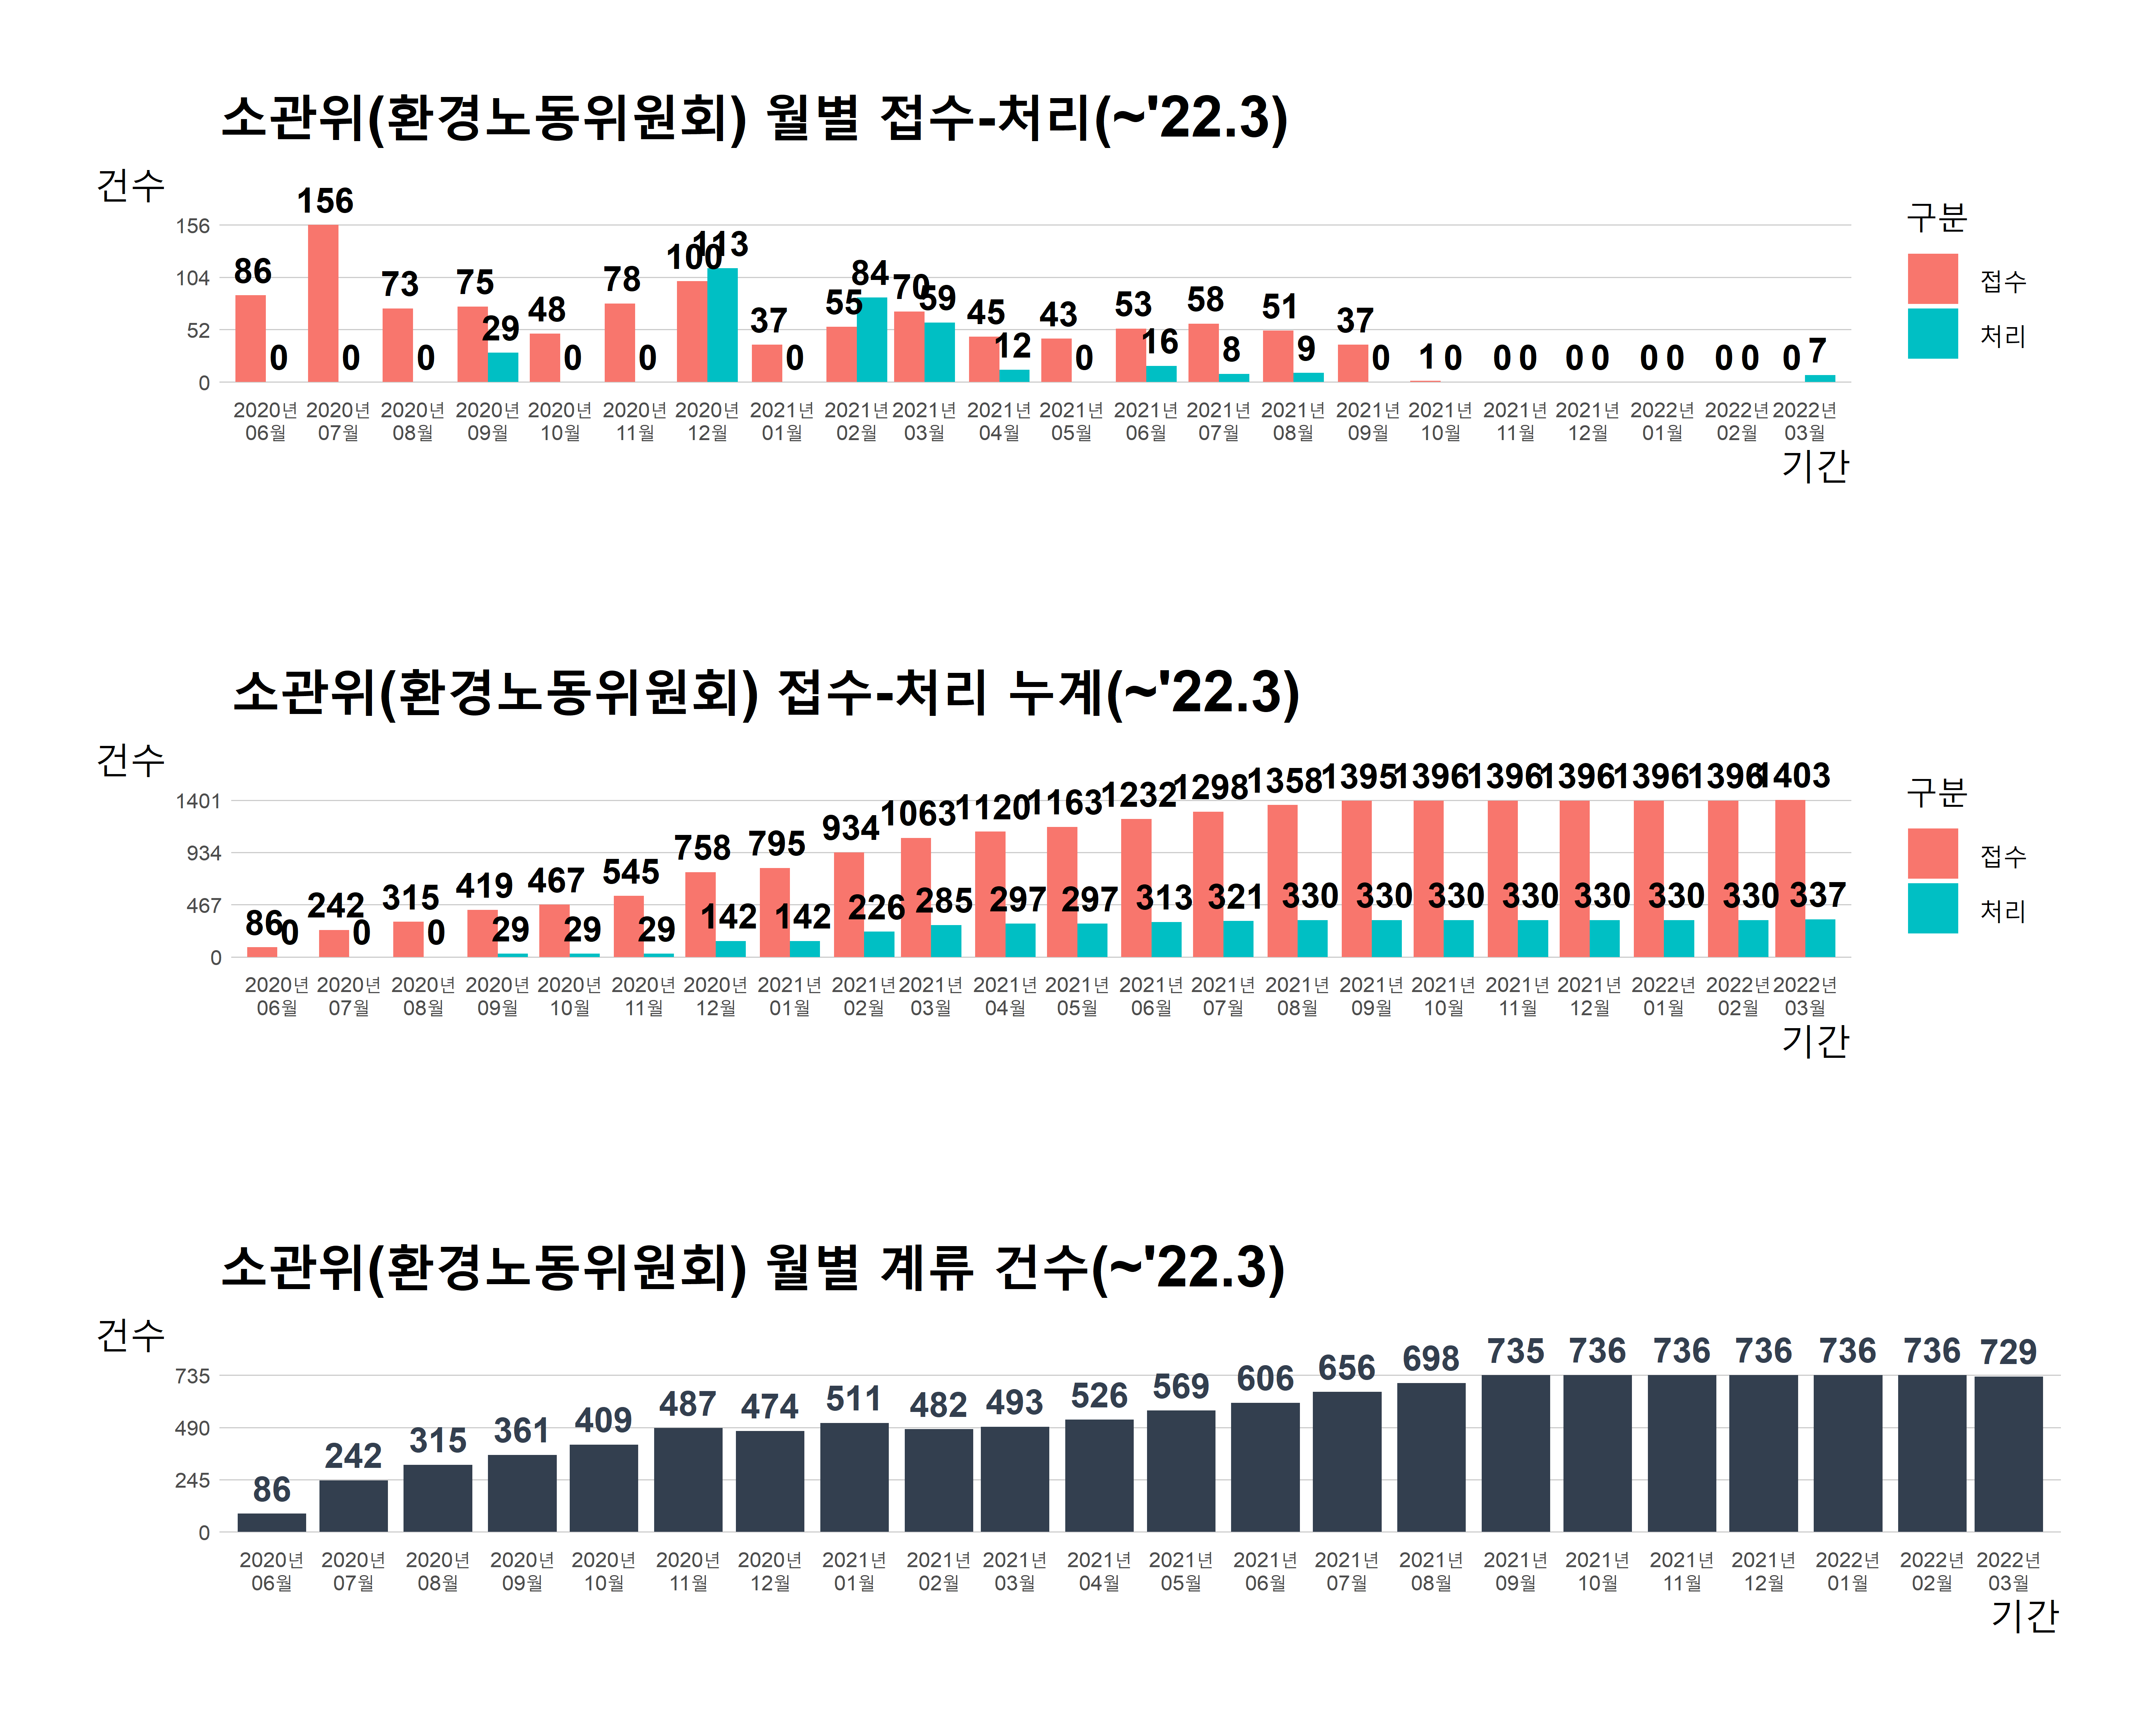 소관위(환경노동위원회) 월별 접수-처리(~'22.3)
건수
156
104
52
0
86 0 156 0 73 0 75 29 48 0 78 0 100 113 37 0 55 84 70 59 45 12 43 0 53 16 58 8 51 9 37 0 1 0 0 0 0 0 0 0 0 0 0 7
2020년 2020년 2020년 2020년 2020년 2020년 2020년 2021년 2021년 2021년 2021년 2021년 2021년 2021년 2021년 2021년 2021년 2021년 2021년 2022년 2022년 2022년
06월 07월 08월 09월 10월 11월 12월 01월 02월 03월 04월 05월 06월 07월 08월 09월 10월 11월 12월 01월 02월 03월
기간
구분
접수
처리
소관위(환경노동위원회) 접수-처리 누계(~'22.3)
건수
1401
934
467
0
86 0 242 0 315 0 419 29 467 29 545 29 758 142 795 142 934 226 1063 285 1120 297 1163 297 1232 313 1298 321 1358 330 1395 330 1396 330 1396 330 1396 330 1396 330 1396 330 1403 337
2020년 2020년 2020년 2020년 2020년 2020년 2020년 2021년 2021년 2021년 2021년 2021년 2021년 2021년 2021년 2021년 2021년 2021년 2021년 2022년 2022년 2022년
06월 07월 08월 09월 10월 11월 12월 01월 02월 03월 04월 05월 06월 07월 08월 09월 10월 11월 12월 01월 02월 03월
기간
구분
접수
처리
소관위(환경노동위원회) 월별 계류 건수(~'22.3)
건수
735
490
245
0
86 242 315 361 409 487 474 511 482 493 526 569 606 656 698 735 736 736 736 736 736 729
2020년 2020년 2020년 2020년 2020년 2020년 2020년 2021년 2021년 2021년 2021년 2021년 2021년 2021년 2021년 2021년 2021년 2021년 2021년 2022년 2022년 2022년
06월 07월 08월 09월 10월 11월 12월 01월 02월 03월 04월 05월 06월 07월 08월 09월 10월 11월 12월 01월 02월 03월
기간